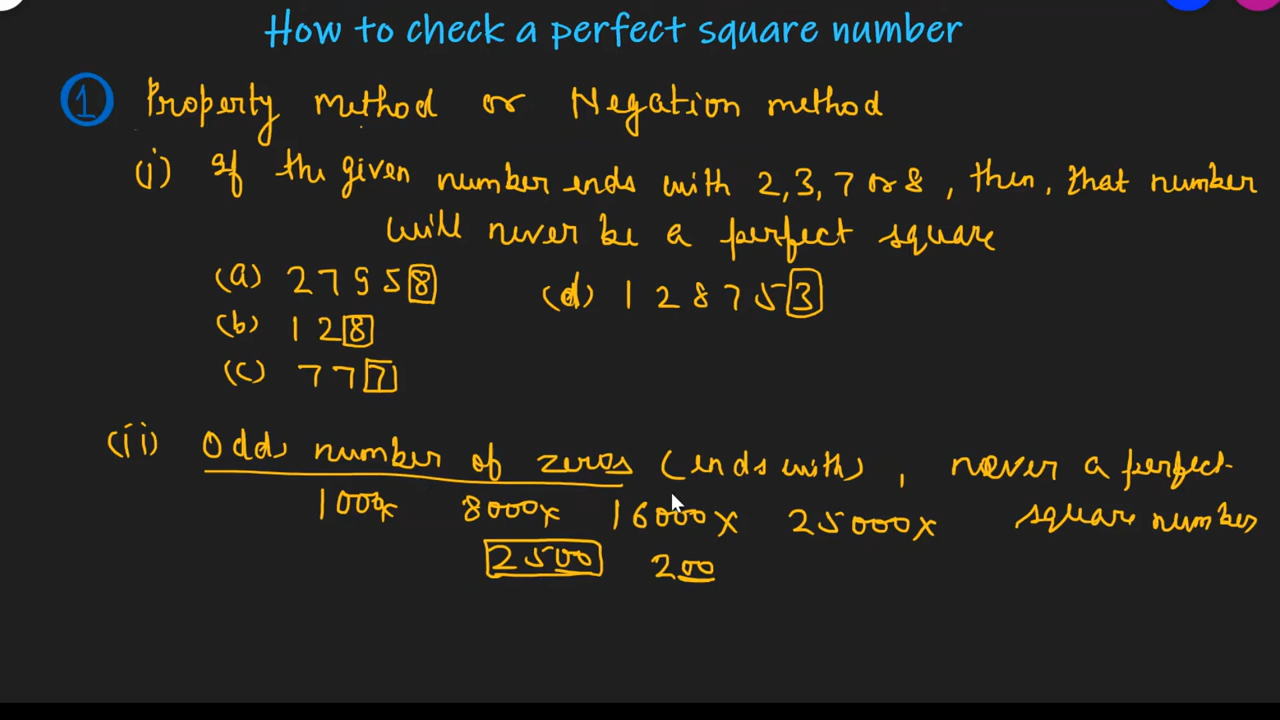 How to check a perfect square number
1 Property method or Negation method
(i) If the given number ends with 2, 3, 7 or 8, then, that number
will never be a perfect square
(a) 27958 (d) 128753
(b) 128
(c) 777
(ii) Odds number of zeros (ends with), never a perfect
1000x 8000x 16000x 25000x square number
2500 200